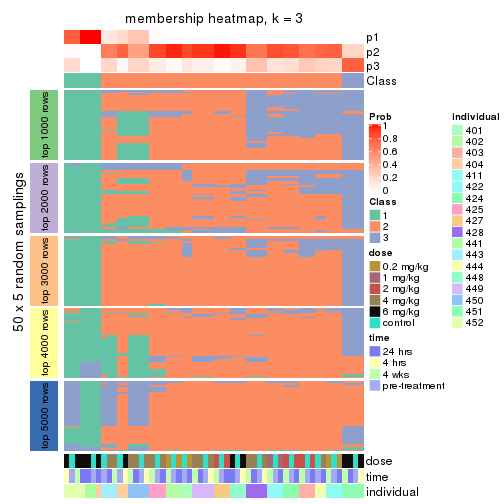 membership heatmap, k = 3
p1
p2
p3
Class
50 x 5 random samplings
top 1000 rows
top 2000 rows
top 3000 rows
top 4000 rows
top 5000 rows
dose
time
individual
Prob
1
0.8
0.6
0.4
0.2
0
Class
1
2
3
dose
0.2 mg/kg
1 mg/kg
2 mg/kg
4 mg/kg
6 mg/kg
control
time
24 hrs
4 hrs
4 wks
pre-treatment
individual
401
402
403
404
411
422
424
425
427
428
441
443
444
448
449
450
451
452